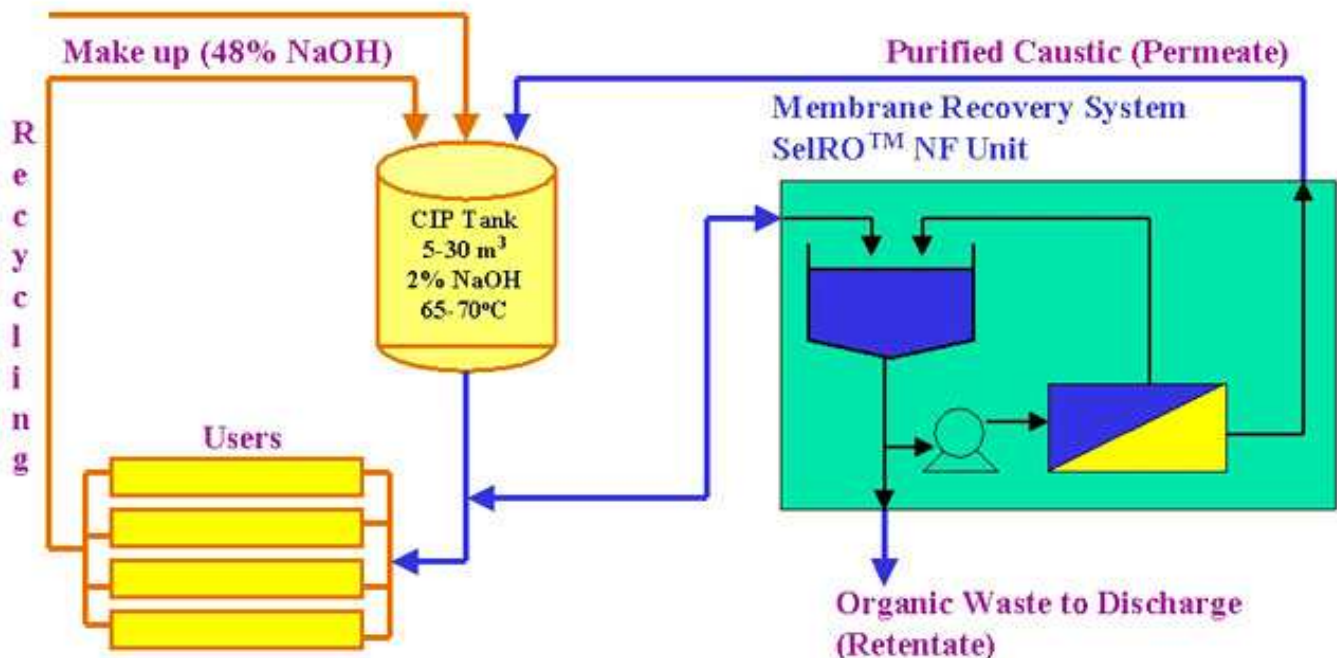 Make up (48% NaOH)
Purified Caustic (Permeate)
Membrane Recovery System
SelRO™ NF Unit
Recycling
CIP Tank
5-30 m³
2% NaOH
65-70°C
Users
Organic Waste to Discharge
(Retentate)